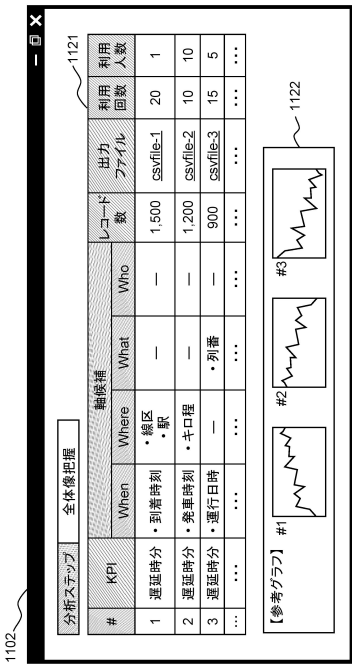 1102
分析ステップ 全体像把握
1121
# KPI 軸候補 レコード数 出力ファイル 利用回数 利用人数
When Where What Who
1 遅延時分 ・到着時刻 ・線区 ・駅 — — 1,500 csvfile-1 20 1
2 遅延時分 ・発車時刻 ・キロ程 — — 1,200 csvfile-2 10 10
3 遅延時分 ・運行日時 — ・列番 — 900 csvfile-3 15 5
… … … … … … … … … …
1122
【参考グラフ】
#1 #2 #3